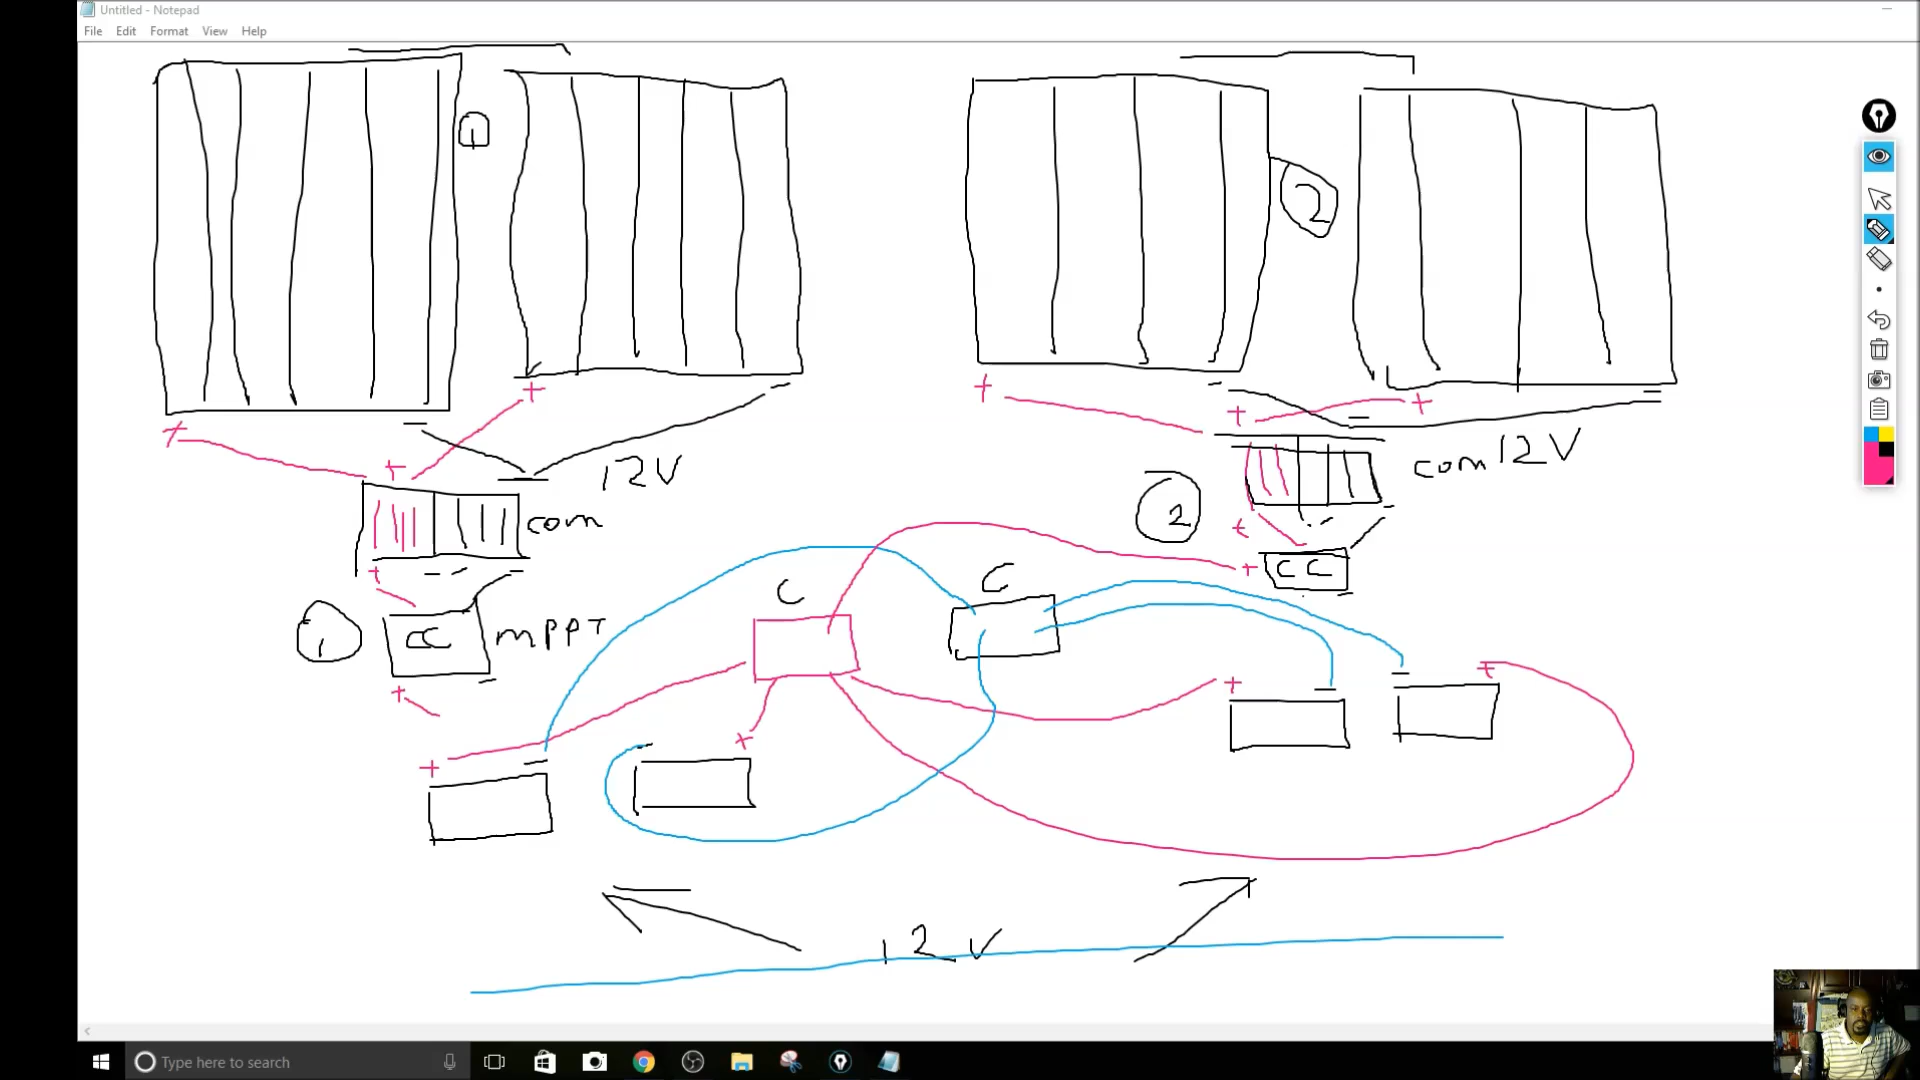 Untitled - Notepad
File Edit Format View Help
1
2
+ - + -
+ - + -
+ -
12V
+ -
com 12V
com
2
+ - -
+ - -
+ CC -
C
C
1
CC MPPT
+ -
+ -
+
+ -
- +
+ -
12V
Type here to search